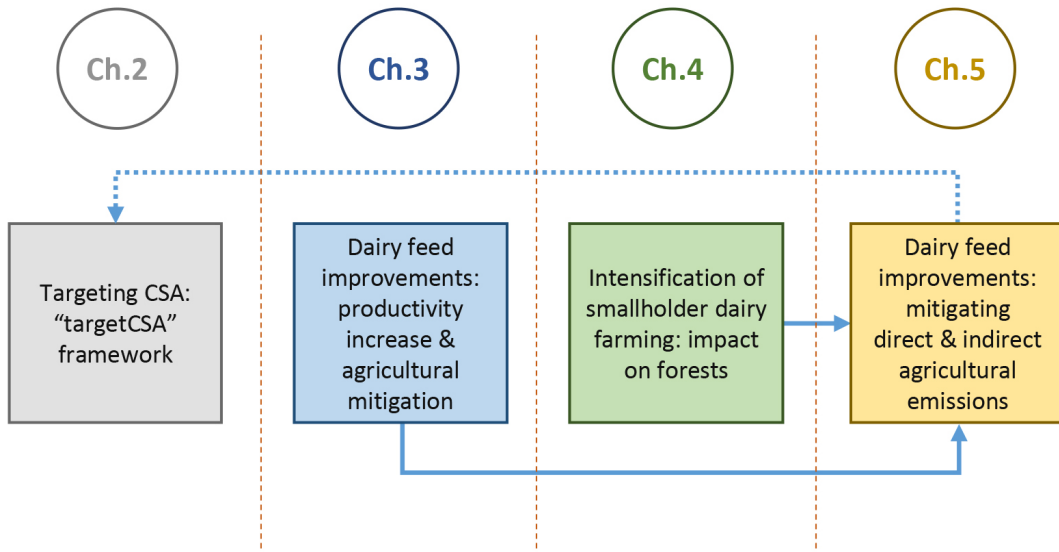 Ch.2
Ch.3
Ch.4
Ch.5
Targeting CSA:
“targetCSA”
framework
Dairy feed
improvements:
productivity
increase &
agricultural
mitigation
Intensification of
smallholder dairy
farming: impact
on forests
Dairy feed
improvements:
mitigating
direct & indirect
agricultural
emissions